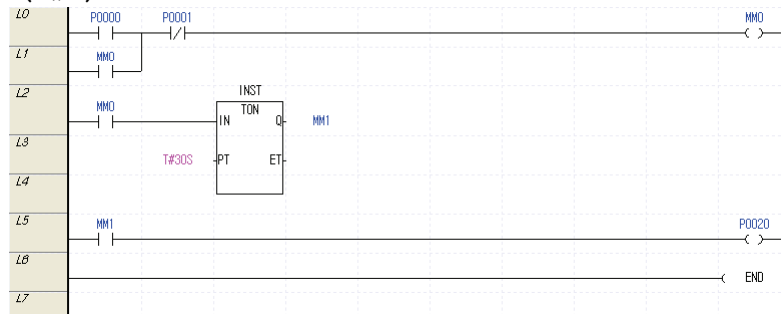 L0 P0000 P0001 MM0
L1 MM0
L2 INST
MM0 TON
IN Q MM1
L3 T#30S PT ET
L4
L5 MM1 P0020
L6 END
L7